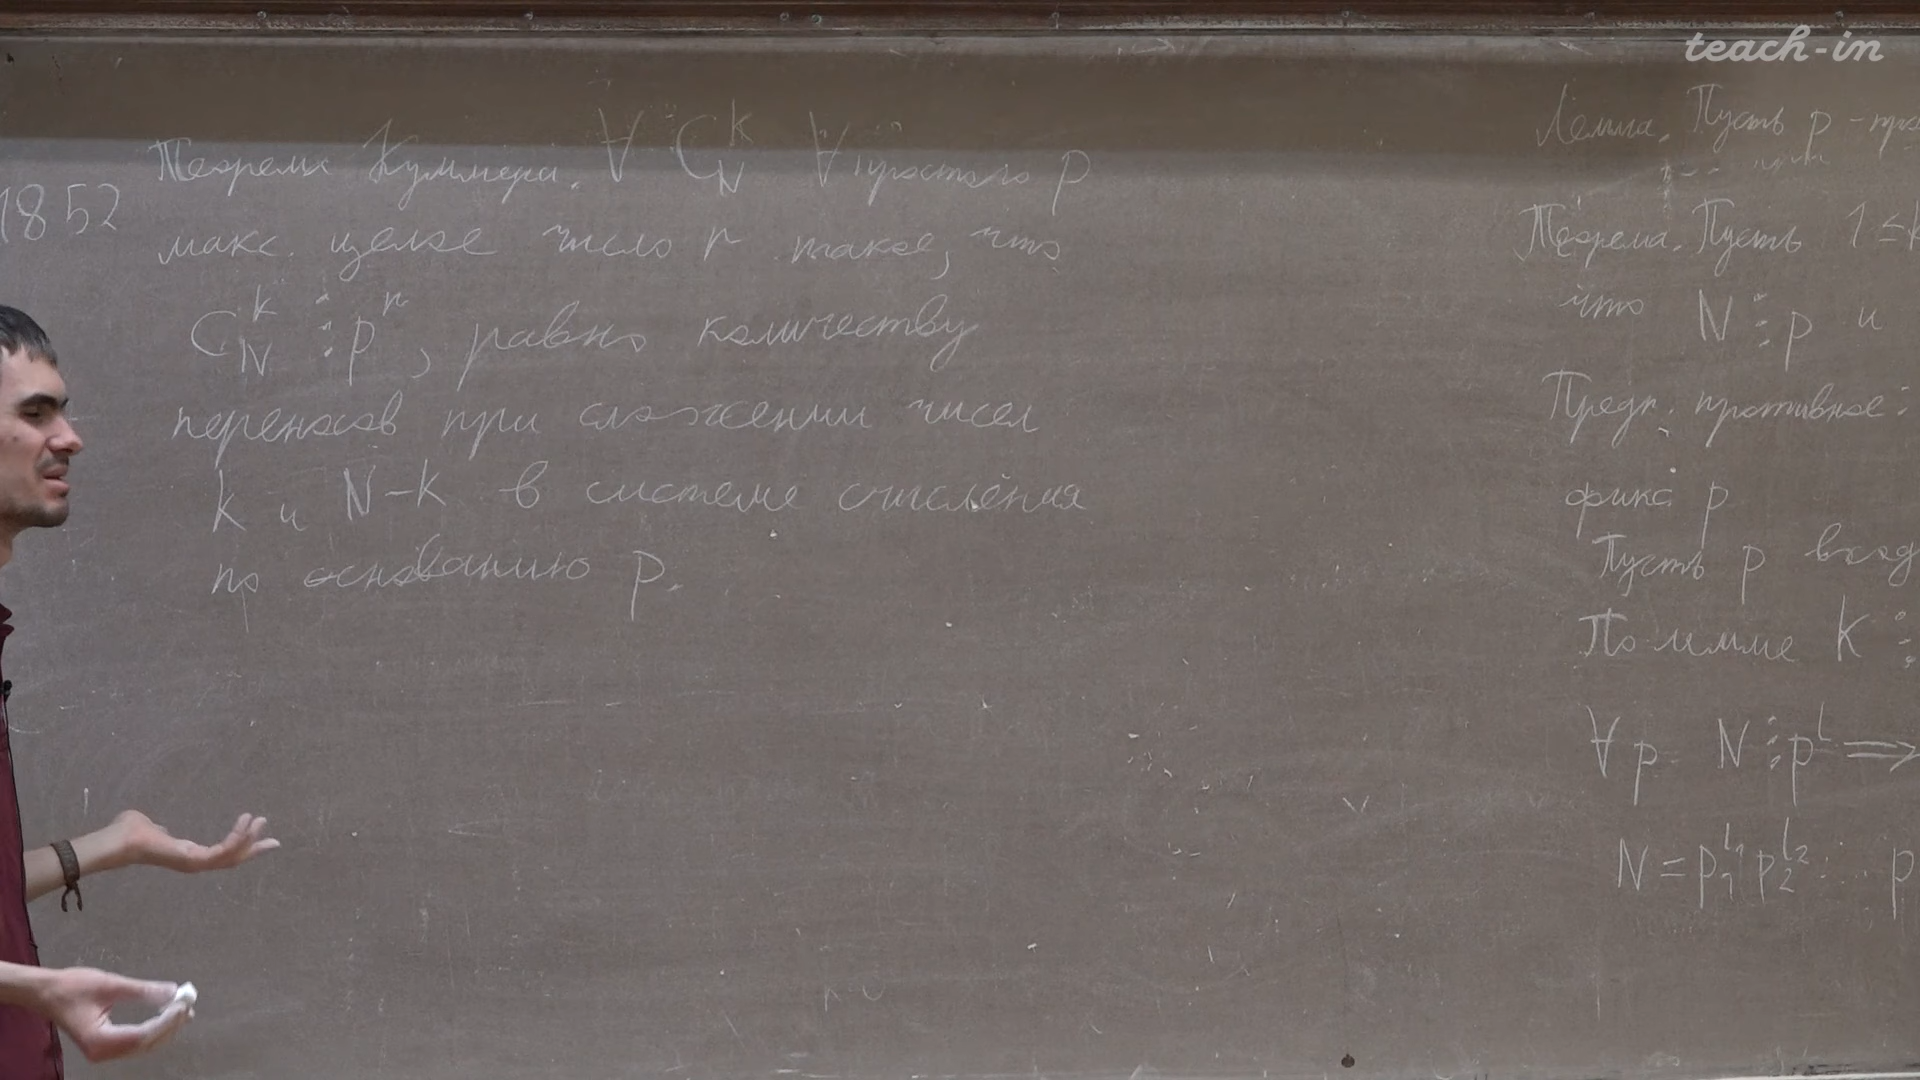 teach-in
1852
Теорема Куммера. ∀ C_N^k ∀ простого p
макс. целое число r такое, что
C_N^k ⋮ p^r, равно количеству
переносов при сложении чисел
k и N-k в системе счисления
по основанию p.
Лемма. Пусть p -
Теорема. Пусть 1 ≤ k
что N ⋮ p и
Предп. противное:
фикс p
Пусть p вход
По лемме k ⋮
∀ p N ⋮ p^l ⟹
N = p_1^{l_1} p_2^{l_2} ... p